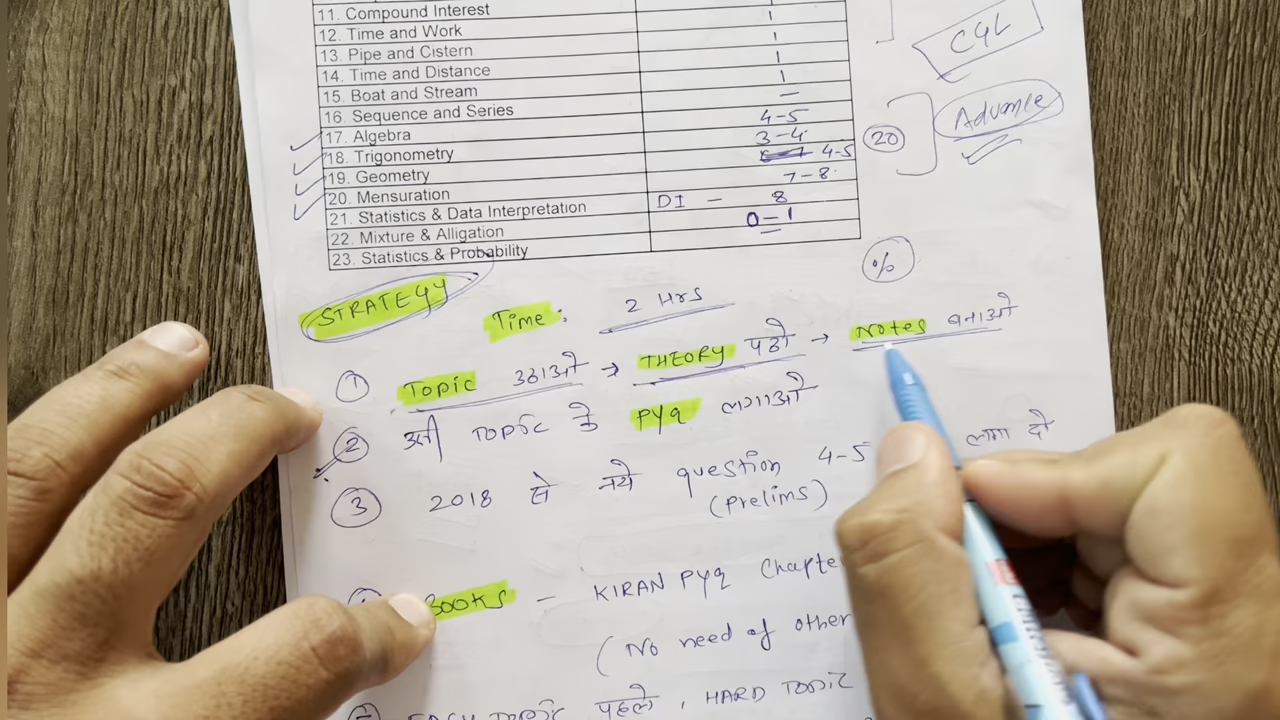 11. Compound Interest 1
12. Time and Work 1
13. Pipe and Cistern 1
14. Time and Distance 1
15. Boat and Stream —
16. Sequence and Series 4-5
17. Algebra 3-4
18. Trigonometry 4-5
19. Geometry 7-8
20. Mensuration DI - 8
21. Statistics & Data Interpretation 0-1
22. Mixture & Alligation
23. Statistics & Probability
CGL
20 Advance
%
STRATEGY Time: 2 Hrs
1 Topic उठाओ → THEORY पढो → Notes बनाओ
2 उसी TOPIC के PYQ लगाओ
3 2018 से नये question 4-5 लगा दो
(Prelims)
BOOKS - KIRAN PYQ
(No need of other
TOPIC पहले, HARD TOPIC